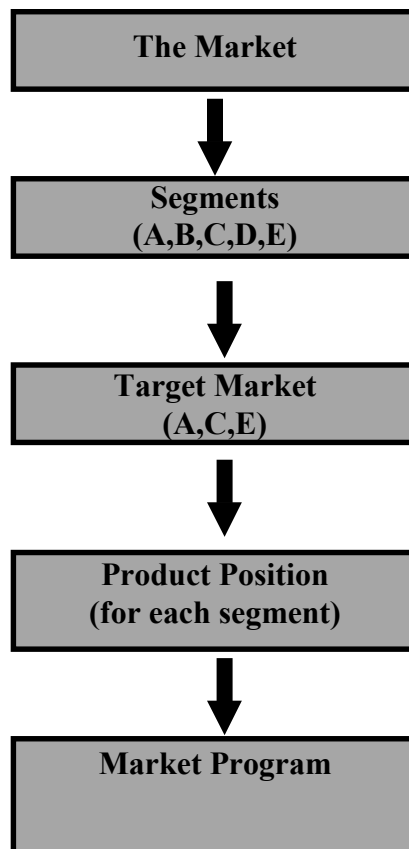 The Market
Segments
(A,B,C,D,E)
Target Market
(A,C,E)
Product Position
(for each segment)
Market Program